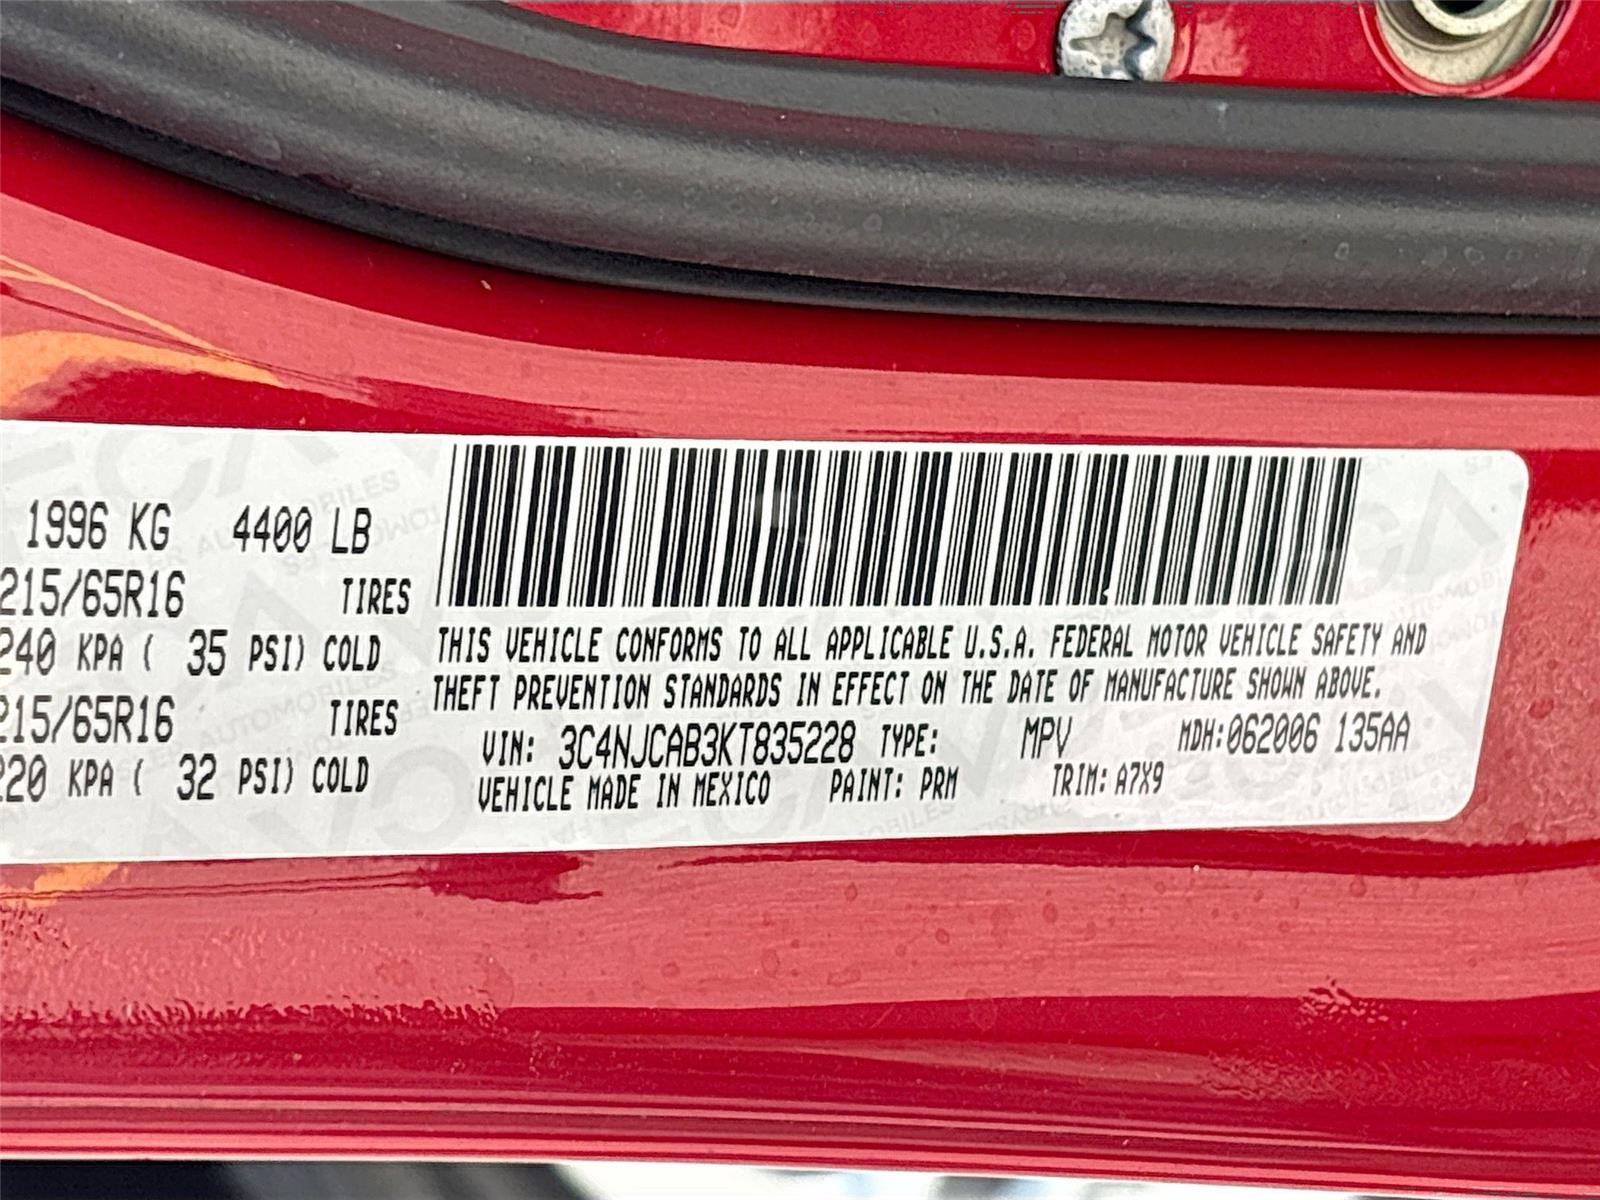 1996 KG 4400 LB
215/65R16 TIRES
240 KPA ( 35 PSI) COLD
215/65R16 TIRES
220 KPA ( 32 PSI) COLD
THIS VEHICLE CONFORMS TO ALL APPLICABLE U.S.A. FEDERAL MOTOR VEHICLE SAFETY AND
THEFT PREVENTION STANDARDS IN EFFECT ON THE DATE OF MANUFACTURE SHOWN ABOVE.
VIN: 3C4NJCAB3KT835228 TYPE: MPV MDH:062006 135AA
VEHICLE MADE IN MEXICO PAINT: PRM TRIM: A7X9